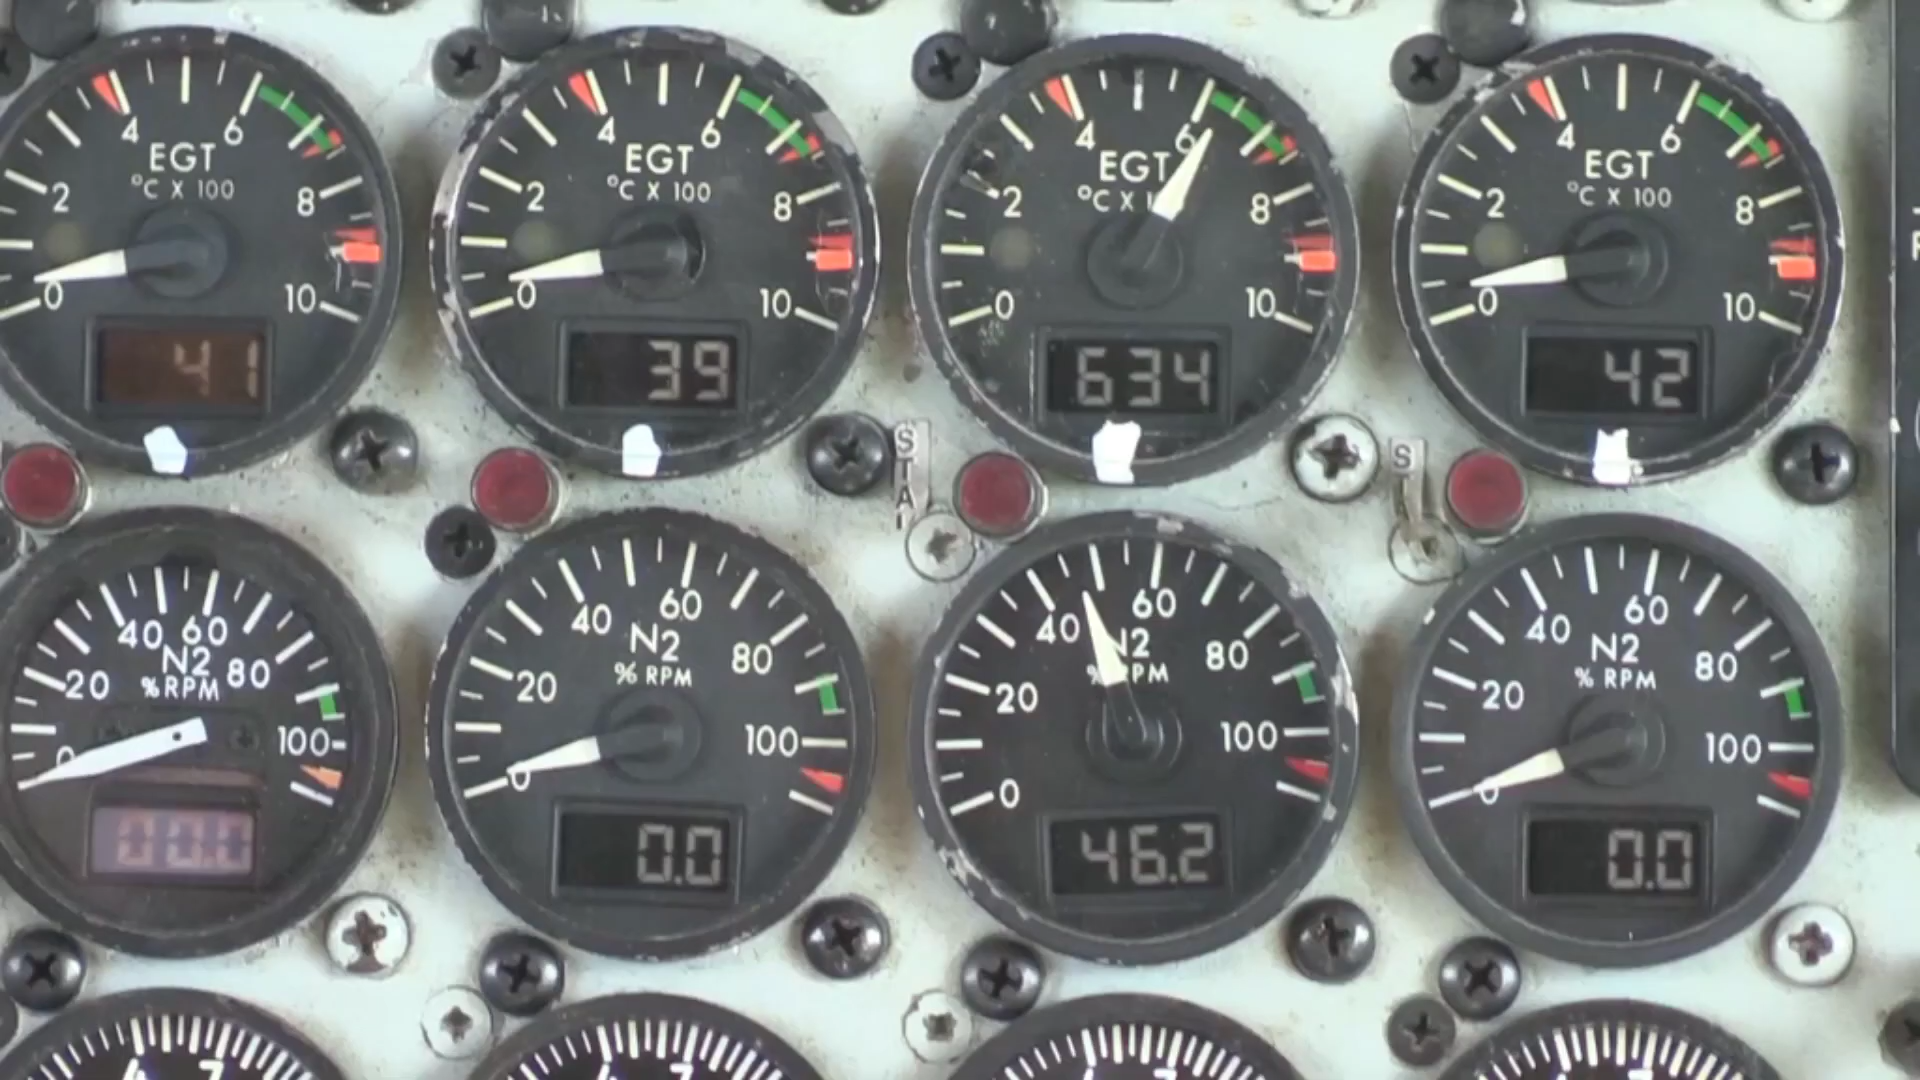 4 6
EGT
°C X 100
2 8
0 10
41
4 6
EGT
°C X 100
2 8
0 10
39
4 6
EGT
°C X
2 8
0 10
634
4 6
EGT
°C X 100
2 8
0 10
42
START
S
40 60
N2
20 % RPM 80
0 100
00.0
40 60
N2
% RPM 80
20
0 100
0.0
40 60
N2
% RPM 80
20
0 100
46.2
40 60
N2
% RPM 80
20
0 100
0.0